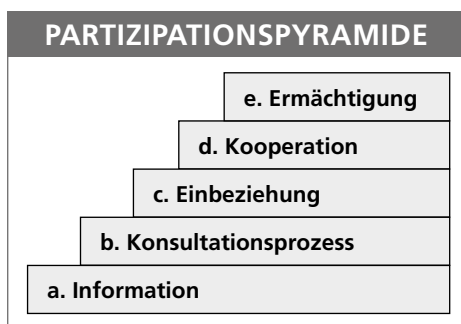 PARTIZIPATIONSPYRAMIDE
e. Ermächtigung
d. Kooperation
c. Einbeziehung
b. Konsultationsprozess
a. Information